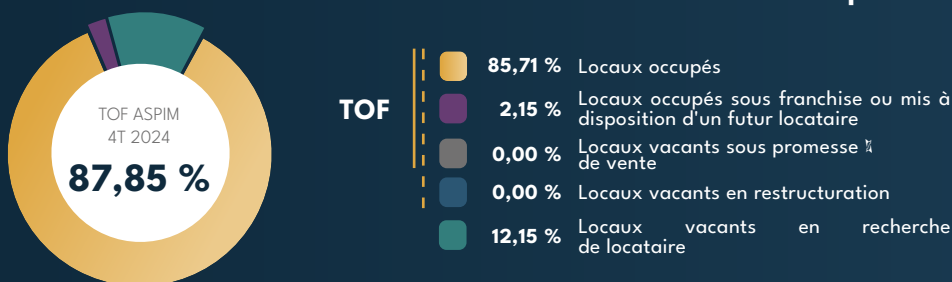 TOF ASPIM
4T 2024
87,85 %
TOF
85,71 % Locaux occupés
2,15 % Locaux occupés sous franchise ou mis à
disposition d'un futur locataire
0,00 % Locaux vacants sous promesse
de vente
0,00 % Locaux vacants en restructuration
12,15 % Locaux vacants en recherche
de locataire